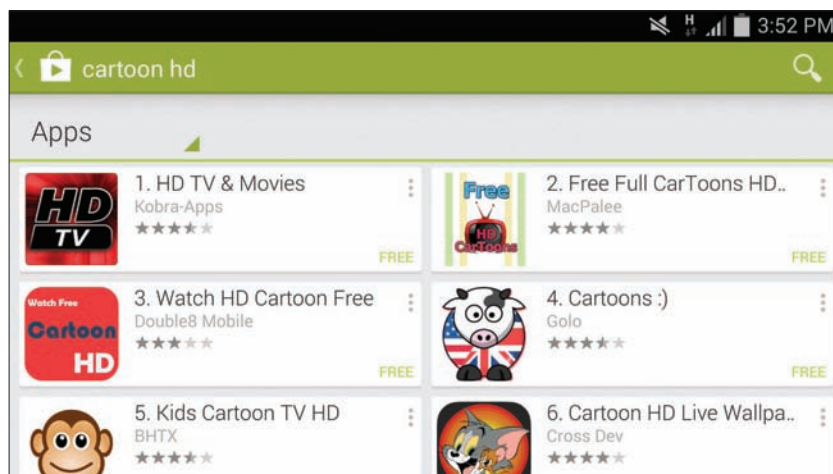 H 3:52 PM
cartoon hd
Apps
HD TV
1. HD TV & Movies
Kobra-Apps
FREE
Free
HD
CarToons
2. Free Full CarToons HD..
MacPalee
FREE
Watch Free
Cartoon
HD
3. Watch HD Cartoon Free
Double8 Mobile
FREE
4. Cartoons :)
Golo
FREE
5. Kids Cartoon TV HD
BHTX
6. Cartoon HD Live Wallpa..
Cross Dev